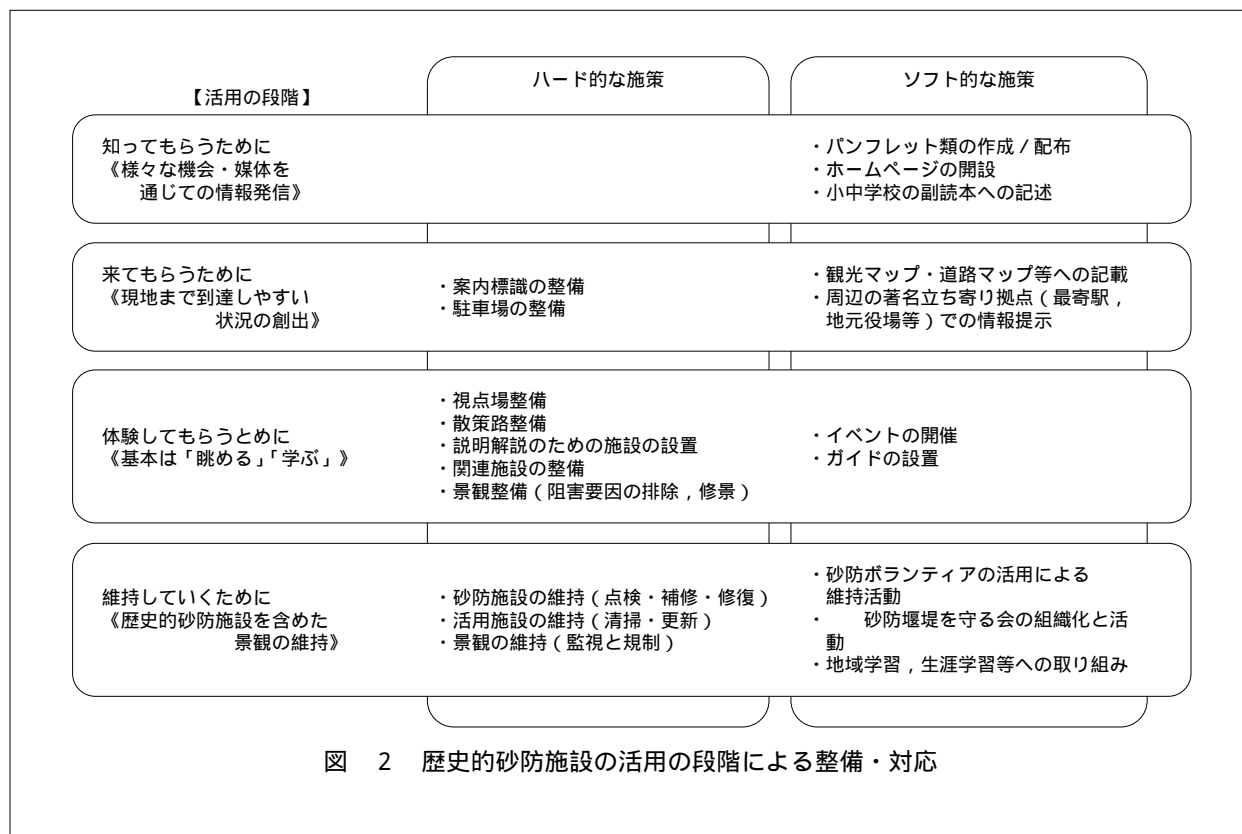 ハード的な施策
ソフト的な施策
【活用の段階】
知ってもらうために
《様々な機会・媒体を
通じての情報発信》
・パンフレット類の作成／配布
・ホームページの開設
・小中学校の副読本への記述
来てもらうために
《現地まで到達しやすい
状況の創出》
・案内標識の整備
・駐車場の整備
・観光マップ・道路マップ等への記載
・周辺の著名立ち寄り拠点（最寄駅，
地元役場等）での情報提示
体験してもらうとめに
《基本は「眺める」「学ぶ」》
・視点場整備
・散策路整備
・説明解説のための施設の設置
・関連施設の整備
・景観整備（阻害要因の排除，修景）
・イベントの開催
・ガイドの設置
維持していくために
《歴史的砂防施設を含めた
景観の維持》
・砂防施設の維持（点検・補修・修復）
・活用施設の維持（清掃・更新）
・景観の維持（監視と規制）
・砂防ボランティアの活用による
維持活動
・　　砂防堰堤を守る会の組織化と活
動
・地域学習，生涯学習等への取り組み
図　2　歴史的砂防施設の活用の段階による整備・対応